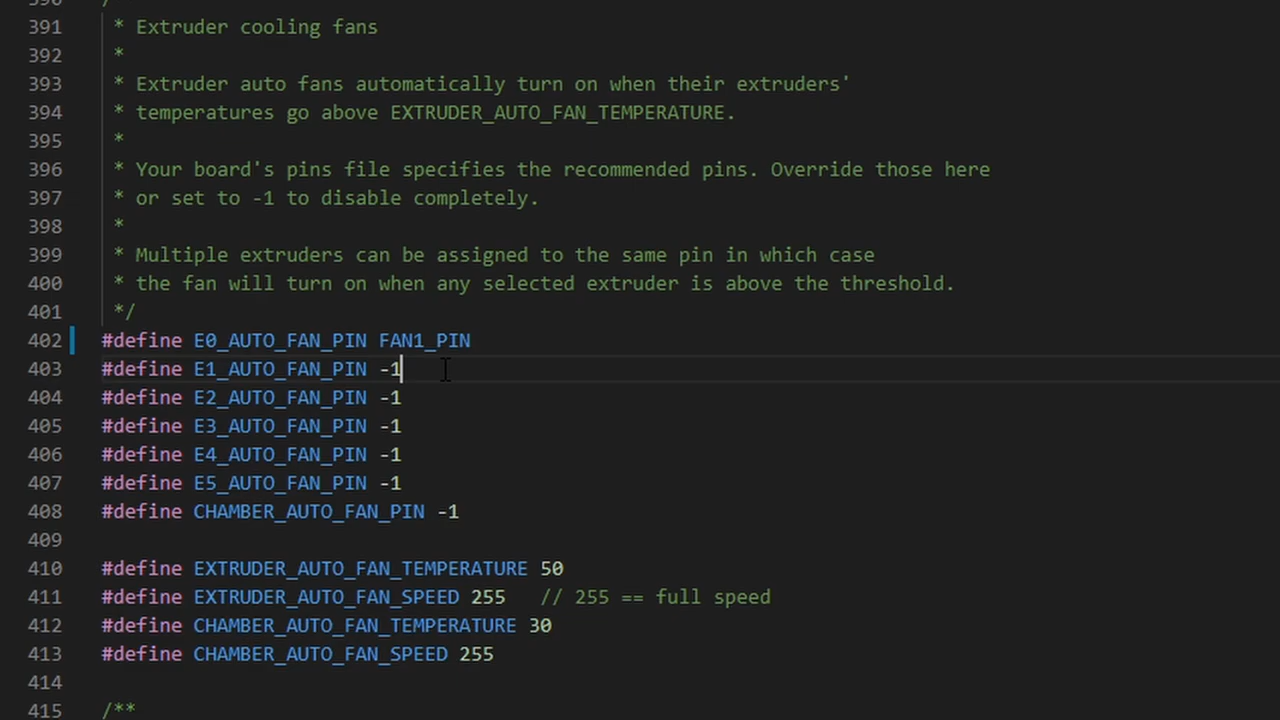 390 /
391 * Extruder cooling fans
392 *
393 * Extruder auto fans automatically turn on when their extruders'
394 * temperatures go above EXTRUDER_AUTO_FAN_TEMPERATURE.
395 *
396 * Your board's pins file specifies the recommended pins. Override those here
397 * or set to -1 to disable completely.
398 *
399 * Multiple extruders can be assigned to the same pin in which case
400 * the fan will turn on when any selected extruder is above the threshold.
401 */
402 #define E0_AUTO_FAN_PIN FAN1_PIN
403 #define E1_AUTO_FAN_PIN -1
404 #define E2_AUTO_FAN_PIN -1
405 #define E3_AUTO_FAN_PIN -1
406 #define E4_AUTO_FAN_PIN -1
407 #define E5_AUTO_FAN_PIN -1
408 #define CHAMBER_AUTO_FAN_PIN -1
409
410 #define EXTRUDER_AUTO_FAN_TEMPERATURE 50
411 #define EXTRUDER_AUTO_FAN_SPEED 255 // 255 == full speed
412 #define CHAMBER_AUTO_FAN_TEMPERATURE 30
413 #define CHAMBER_AUTO_FAN_SPEED 255
414
415 /**